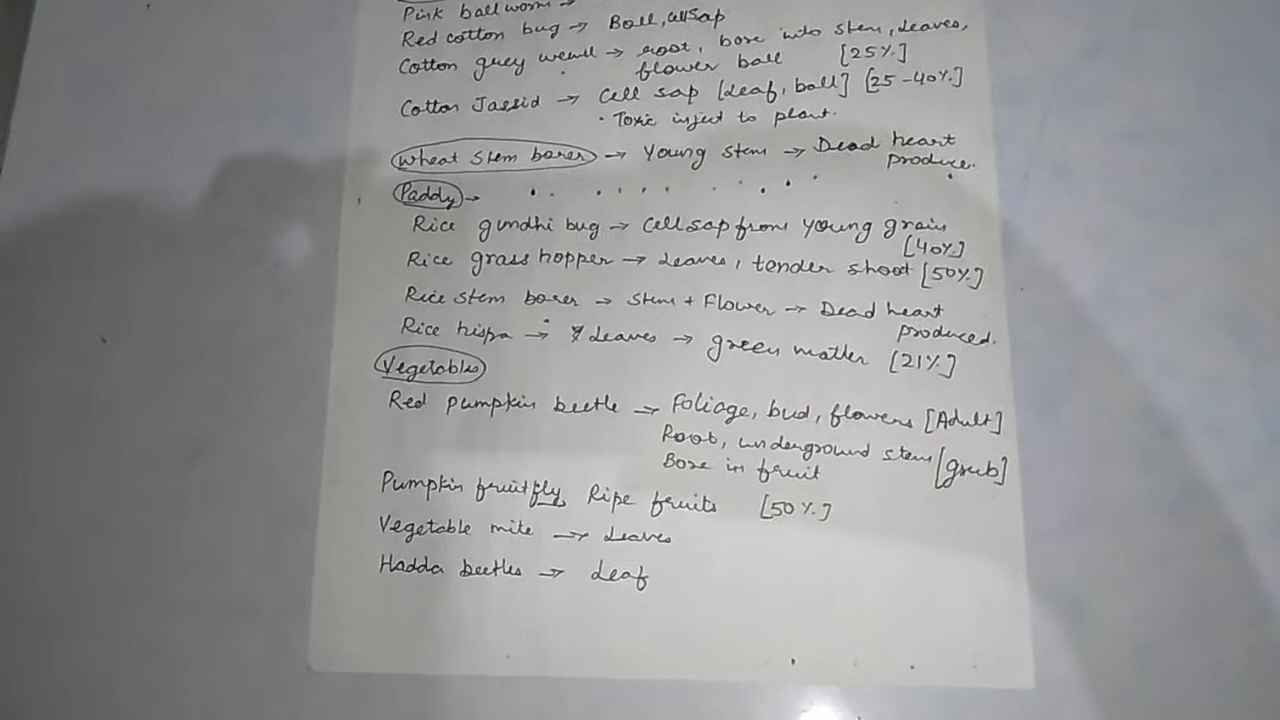 Pink ball worm →
Red cotton bug → Boll, cell sap
Cotton grey weevil → root, bore into stem, leaves,
flower ball [25%]
Cotton Jassid → Cell sap [leaf, ball] [25-40%]
• Toxic inject to plant.
Wheat stem borer → Young stem → Dead heart
produce.
Paddy →
Rice gundhi bug → Cell sap from young grain
[40%]
Rice grass hopper → Leaves, tender shoot [50%]
Rice stem borer → Stem + Flower → Dead heart
produced.
Rice hispa → Leaves → green matter [21%]
Vegetables
Red pumpkin beetle → Foliage, bud, flowers [Adult]
Root, underground stem [grub]
Bore in fruit
Pumpkin fruitfly Ripe fruits [50%]
Vegetable mite → Leaves
Hadda beetles → Leaf